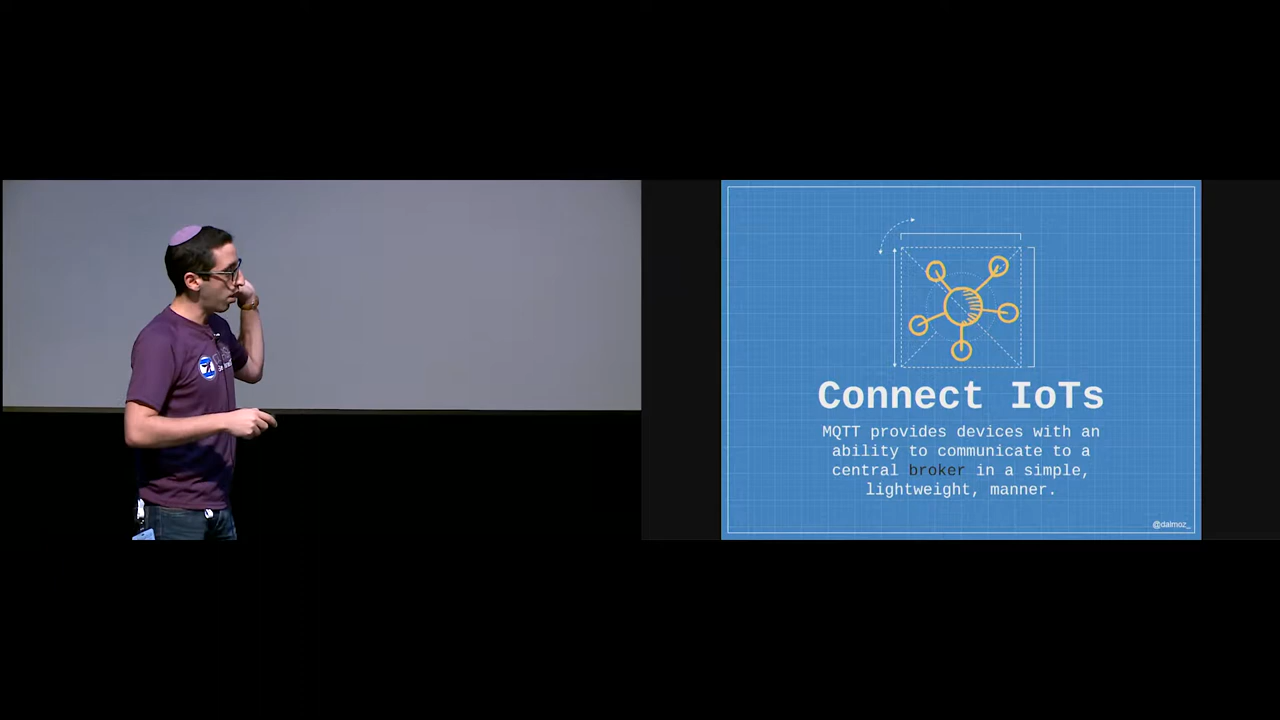 Connect IoTs
MQTT provides devices with an
ability to communicate to a
central broker in a simple,
lightweight, manner.
@dalmoz_